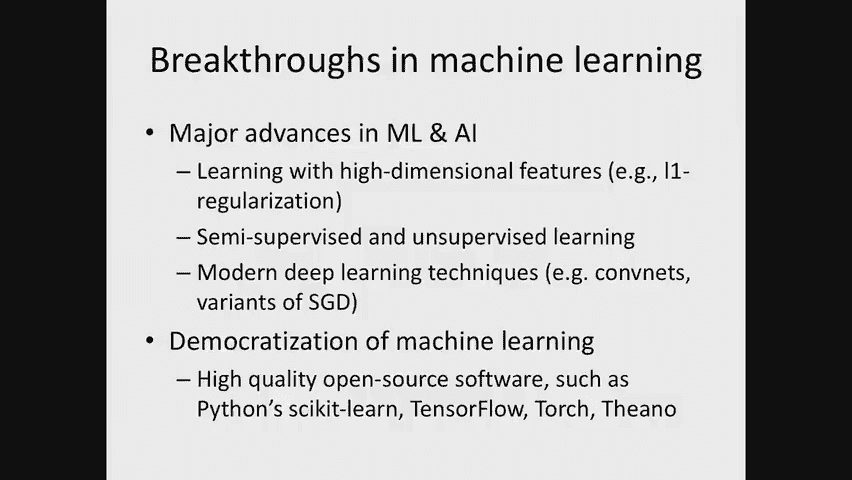 Breakthroughs in machine learning
• Major advances in ML & AI
– Learning with high-dimensional features (e.g., l1-
regularization)
– Semi-supervised and unsupervised learning
– Modern deep learning techniques (e.g. convnets,
variants of SGD)
• Democratization of machine learning
– High quality open-source software, such as
Python’s scikit-learn, TensorFlow, Torch, Theano